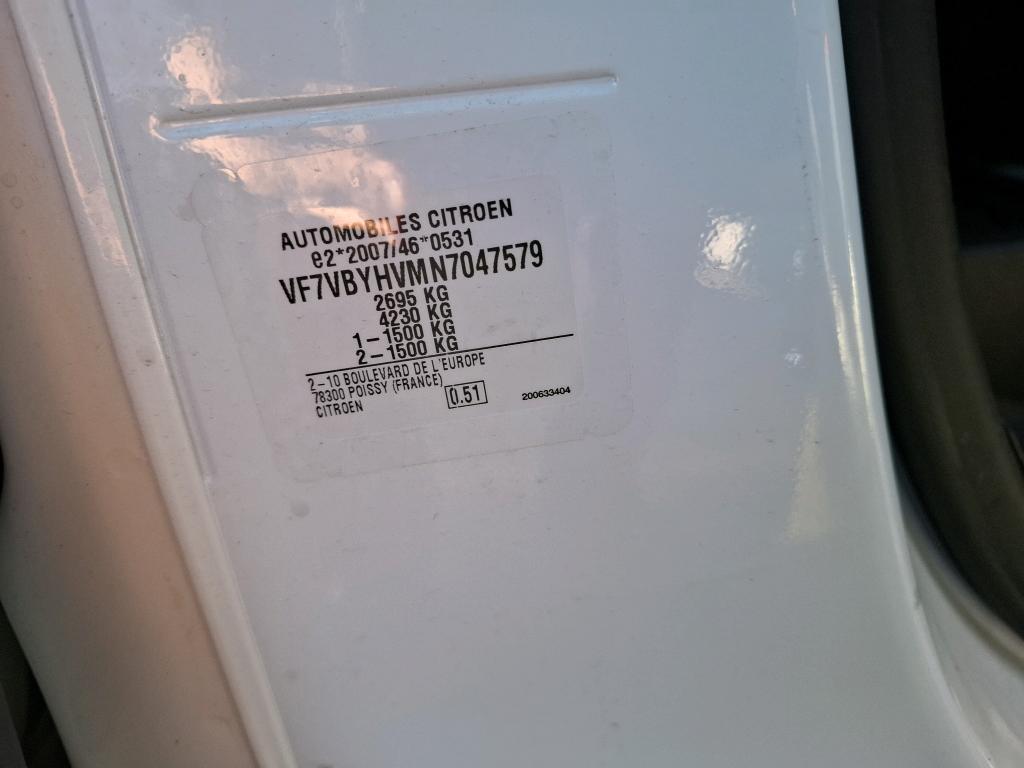 AUTOMOBILES CITROEN
e2*2007/46*0531
VF7VBYHVMN7047579
2695 KG
4230 KG
1-1500 KG
2-1500 KG
2-10 BOULEVARD DE L'EUROPE
78300 POISSY (FRANCE)
CITROEN
0.51
200633404